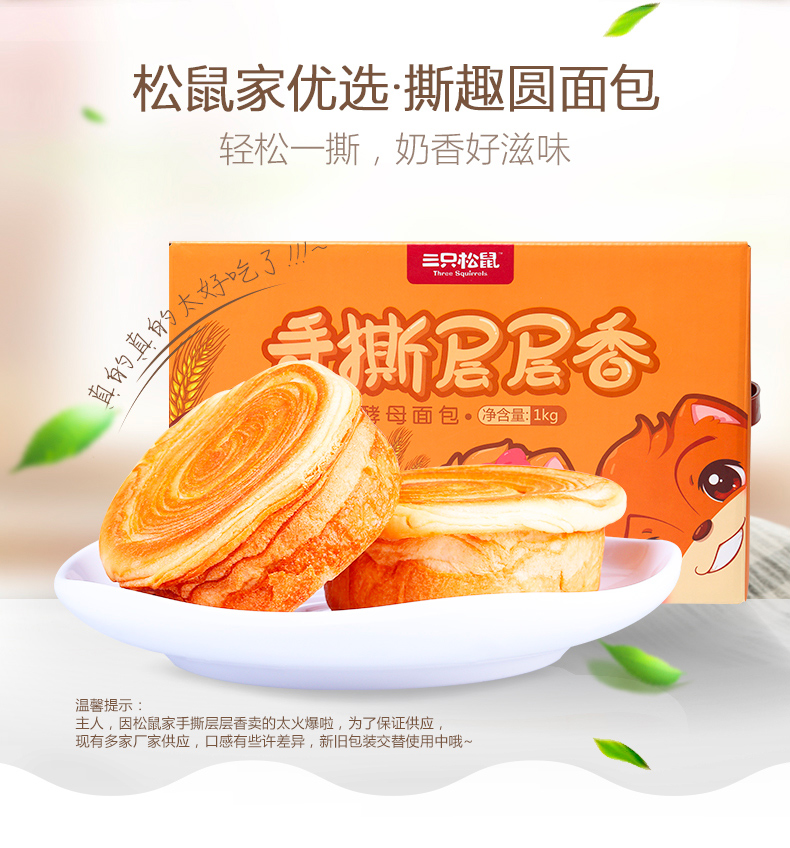 松鼠家优选·撕趣圆面包
轻松一撕，奶香好滋味
三只松鼠™
Three Squirrels
真的真的太好吃了!!!~
手撕层层香
酵母面包·净含量:1kg
温馨提示：
主人，因松鼠家手撕层层香卖的太火爆啦，为了保证供应，
现有多家厂家供应，口感有些许差异，新旧包装交替使用中哦~